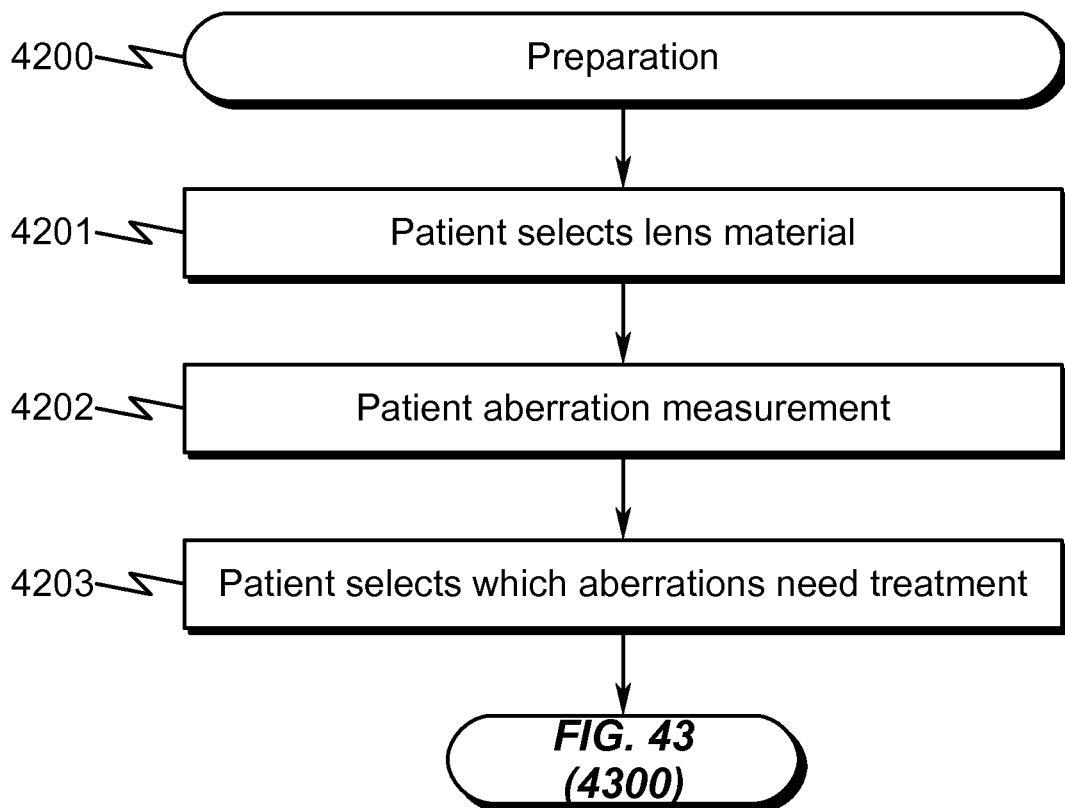 4200 Preparation
4201 Patient selects lens material
4202 Patient aberration measurement
4203 Patient selects which aberrations need treatment
FIG. 43
(4300)